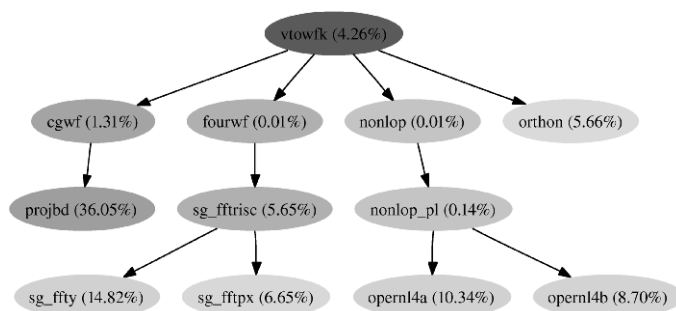 vtowfk (4.26%)
cgwf (1.31%)
fourwf (0.01%)
nonlop (0.01%)
orthon (5.66%)
projbd (36.05%)
sg_fftrisc (5.65%)
nonlop_pl (0.14%)
sg_ffty (14.82%)
sg_fftpx (6.65%)
opernl4a (10.34%)
opernl4b (8.70%)